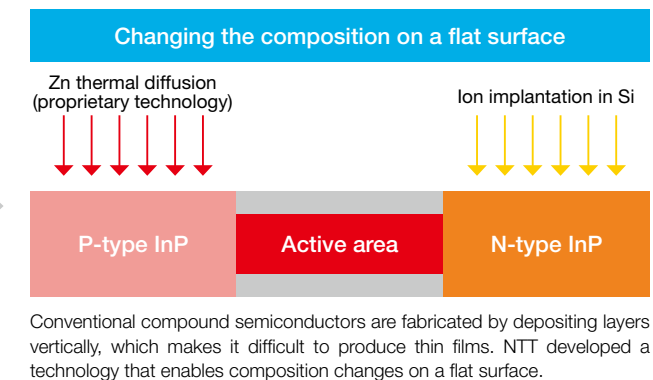 Changing the composition on a flat surface
Zn thermal diffusion
(proprietary technology)
Ion implantation in Si
P-type InP
Active area
N-type InP
Conventional compound semiconductors are fabricated by depositing layers
vertically, which makes it difficult to produce thin films. NTT developed a
technology that enables composition changes on a flat surface.